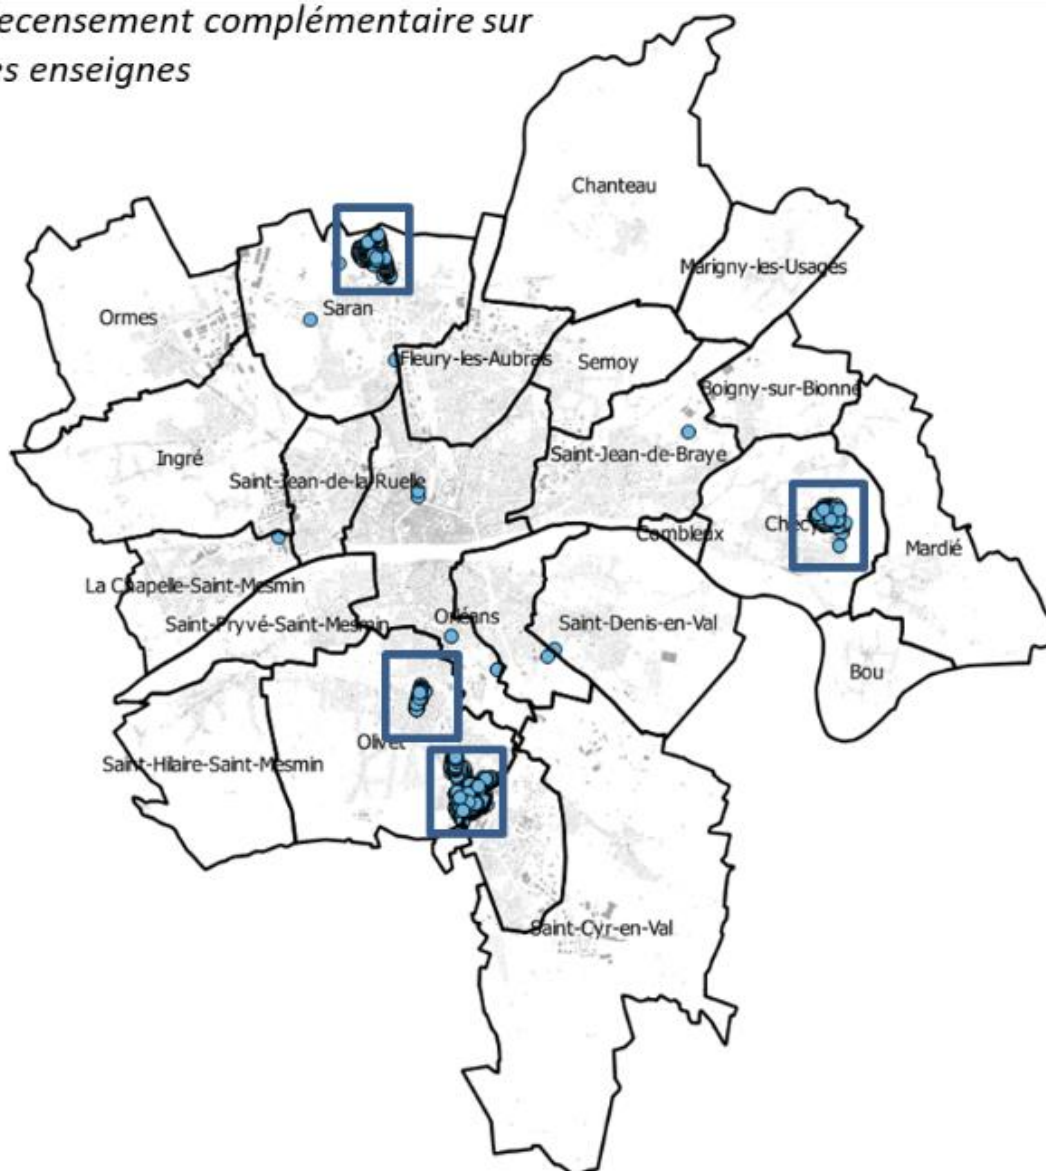 ecensement complémentaire sur
es enseignes
Chanteau
Marigny-les-Usages
Ormes
Saran
Fleury-les-Aubrais
Semoy
Boigny-sur-Bionne
Ingré
Saint-Jean-de-la-Ruelle
Saint-Jean-de-Braye
Chécy
Combleux
Mardié
La Chapelle-Saint-Mesmin
Saint-Pryvé-Saint-Mesmin
Orléans
Saint-Denis-en-Val
Bou
Olivet
Saint-Hilaire-Saint-Mesmin
Saint-Cyr-en-Val